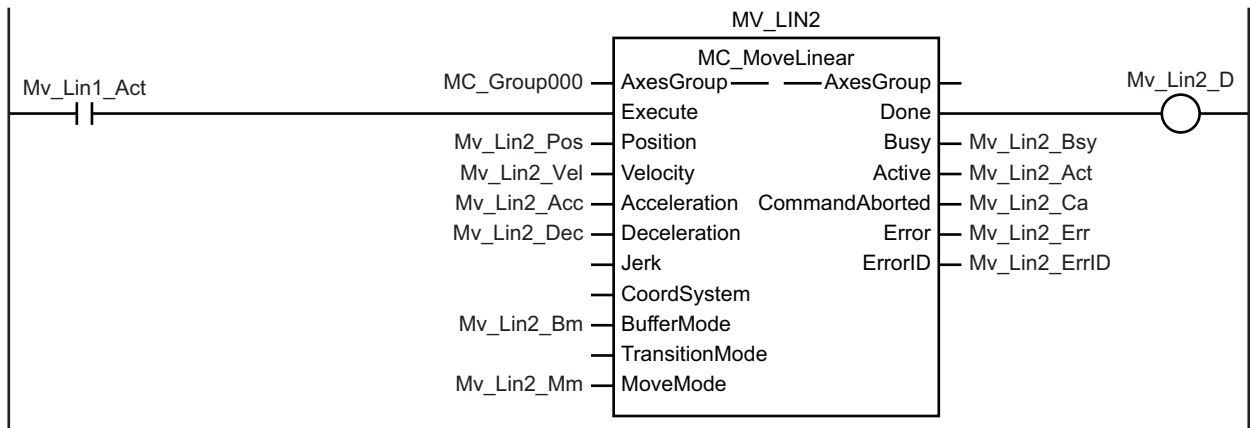 MV_LIN2
MC_MoveLinear
Mv_Lin1_Act
MC_Group000 AxesGroup AxesGroup Mv_Lin2_D
Execute Done
Mv_Lin2_Pos Position Busy Mv_Lin2_Bsy
Mv_Lin2_Vel Velocity Active Mv_Lin2_Act
Mv_Lin2_Acc Acceleration CommandAborted Mv_Lin2_Ca
Mv_Lin2_Dec Deceleration Error Mv_Lin2_Err
Jerk ErrorID Mv_Lin2_ErrID
CoordSystem
Mv_Lin2_Bm BufferMode
TransitionMode
Mv_Lin2_Mm MoveMode